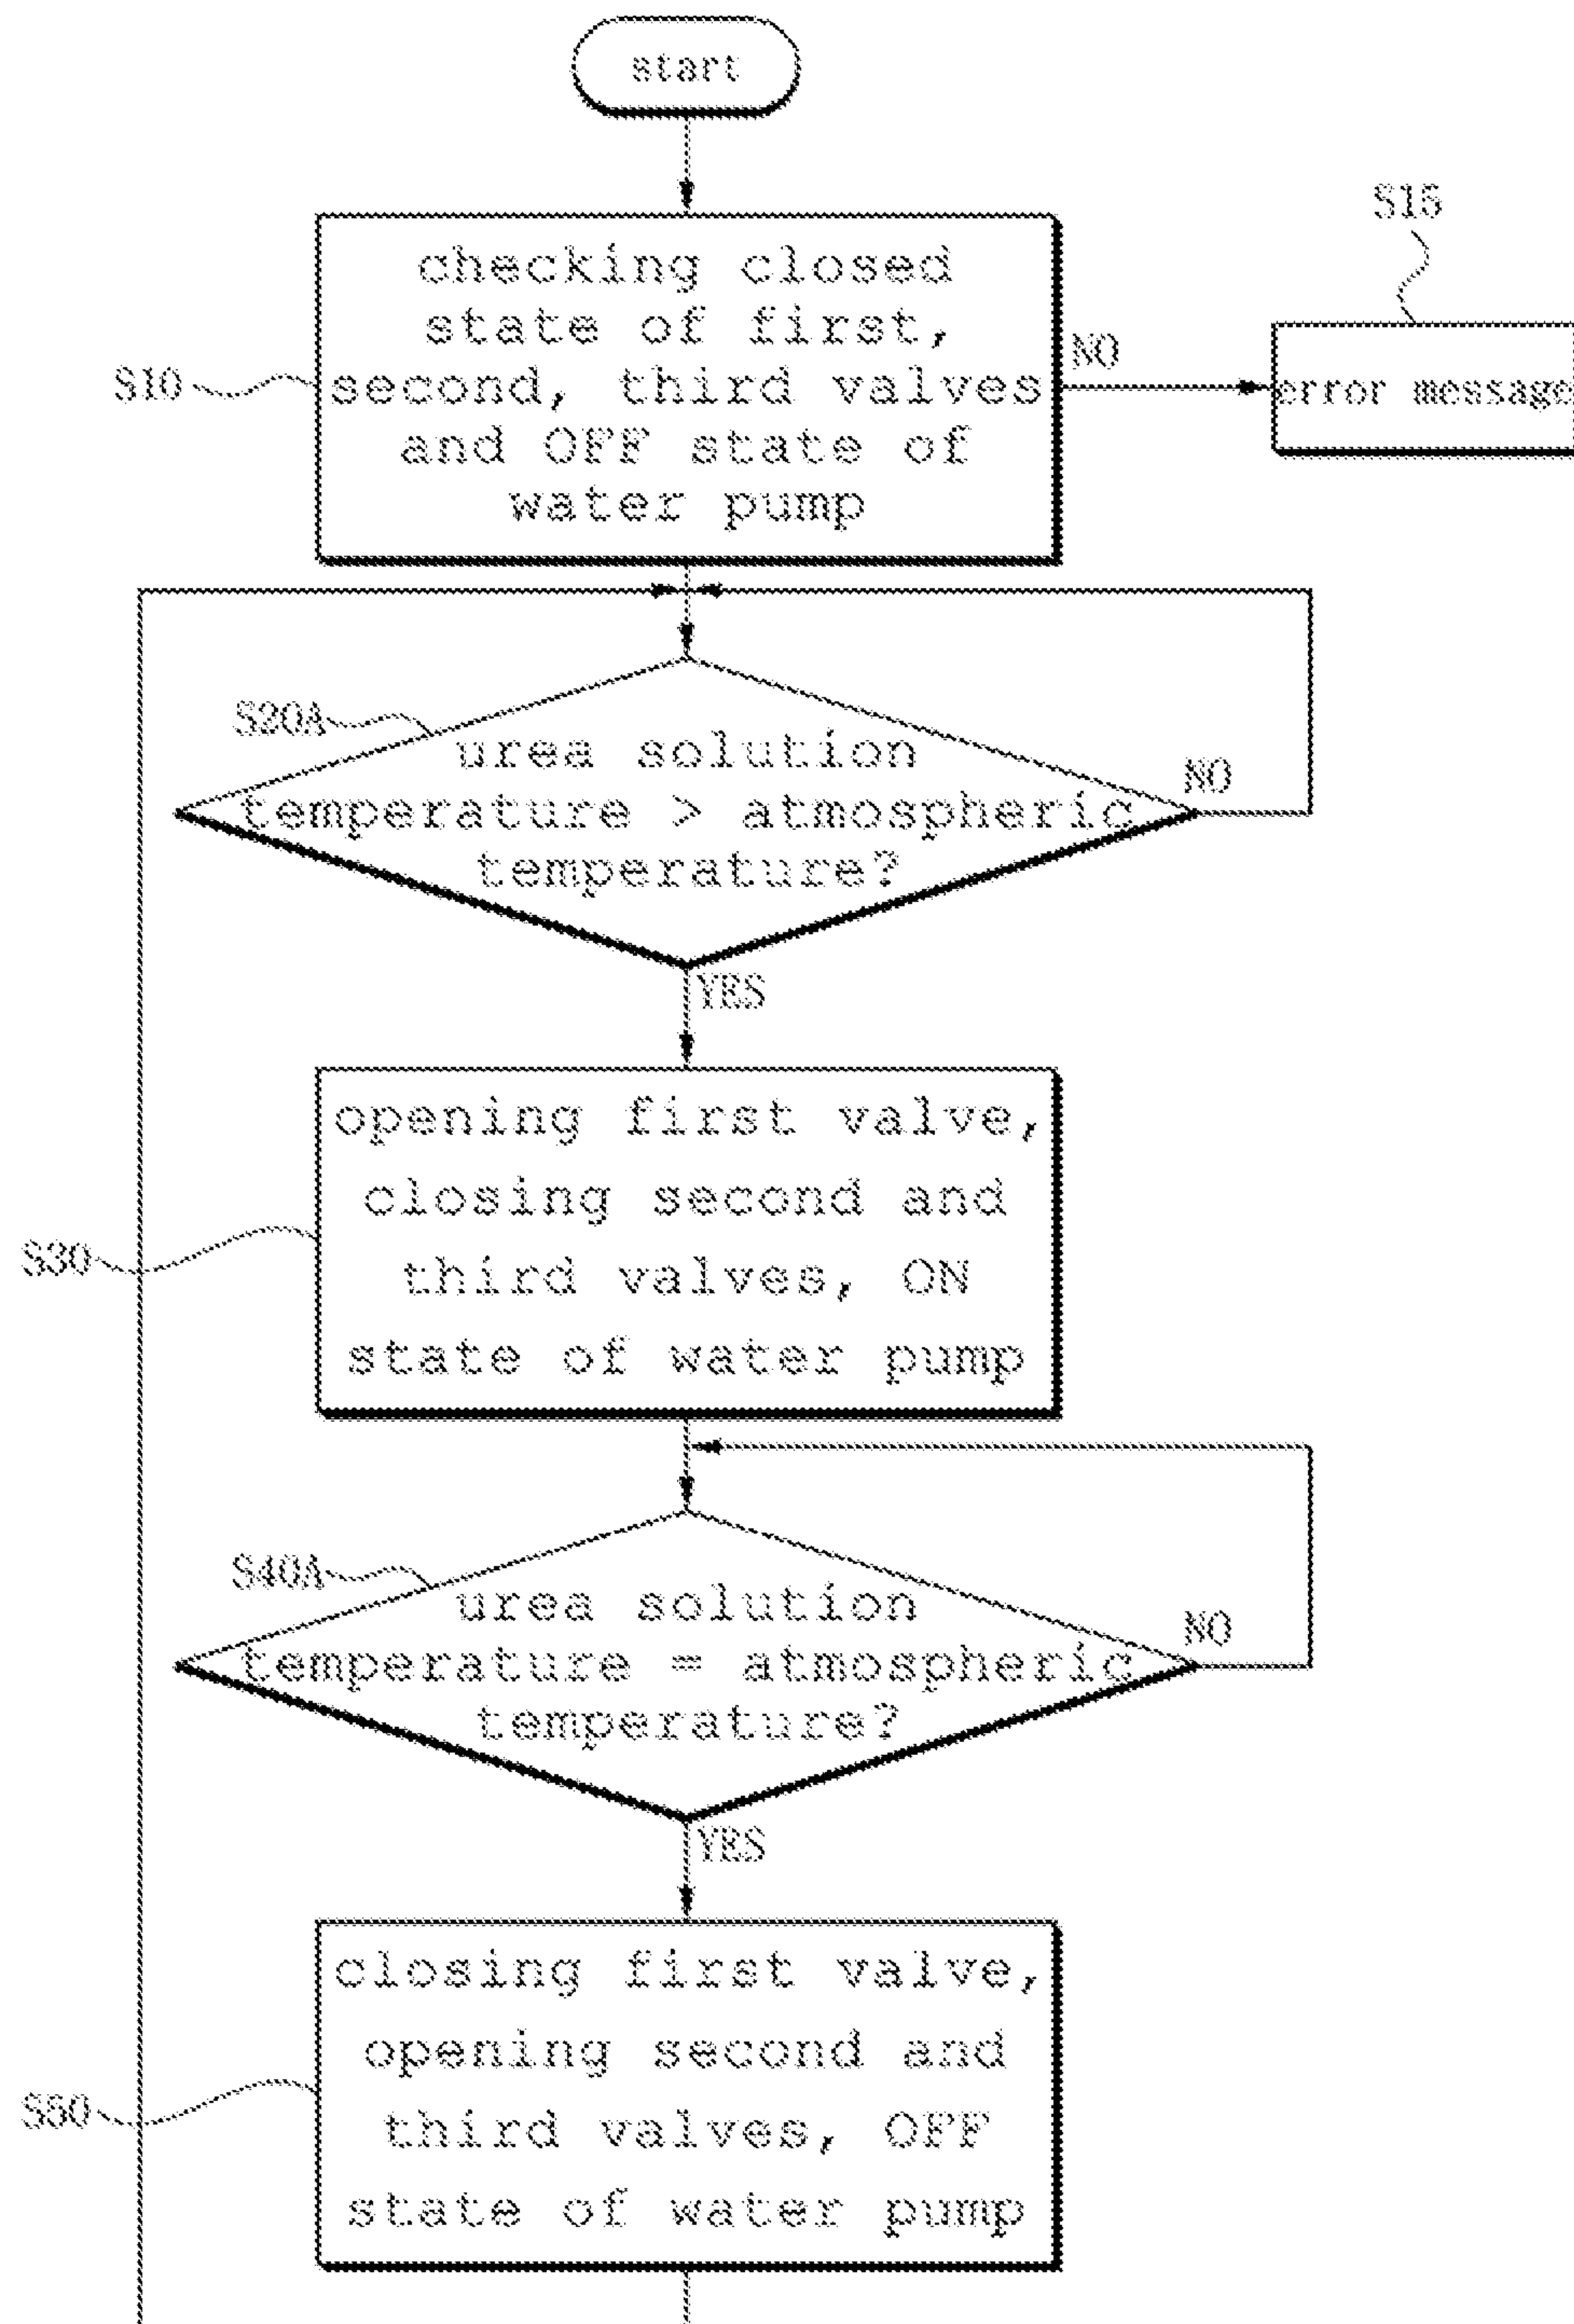 start
S15
checking closed
state of first,
second, third valves
and OFF state of
water pump
S10
NO
error message
S20A
urea solution
temperature > atmospheric
temperature?
NO
YES
opening first valve,
closing second and
third valves, ON
state of water pump
S30
S40A
urea solution
temperature = atmospheric
temperature?
NO
YES
closing first valve,
opening second and
third valves, OFF
state of water pump
S50